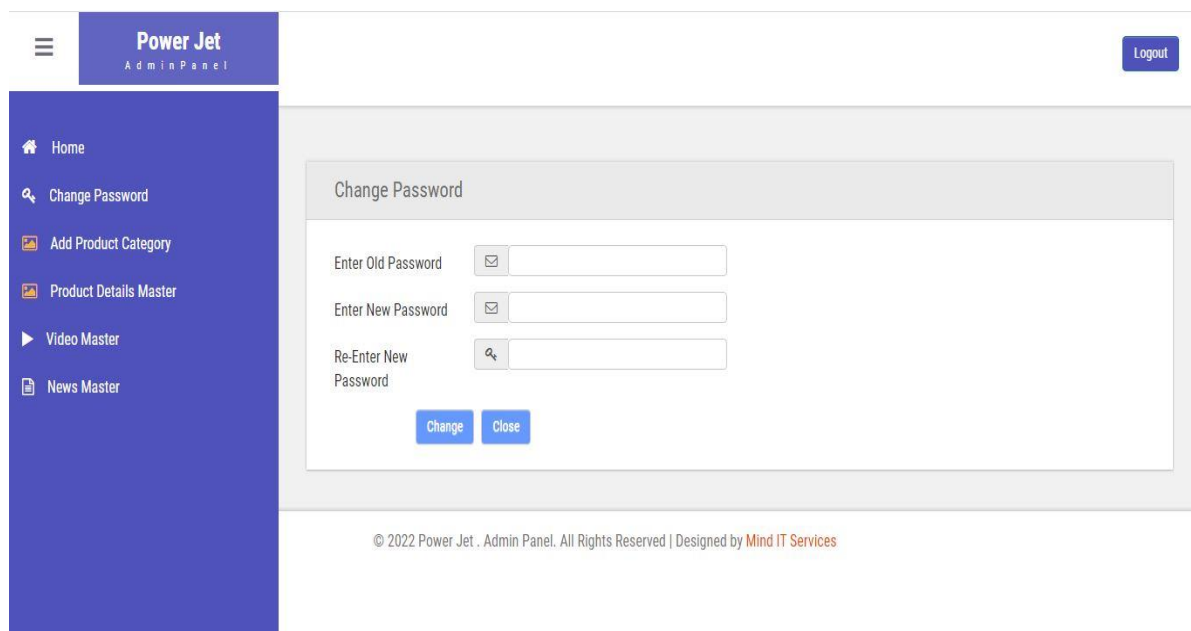 Power Jet
AdminPanel
Logout
Home
Change Password
Add Product Category
Product Details Master
Video Master
News Master
Change Password
Enter Old Password
Enter New Password
Re-Enter New
Password
Change Close
© 2022 Power Jet . Admin Panel. All Rights Reserved | Designed by Mind IT Services